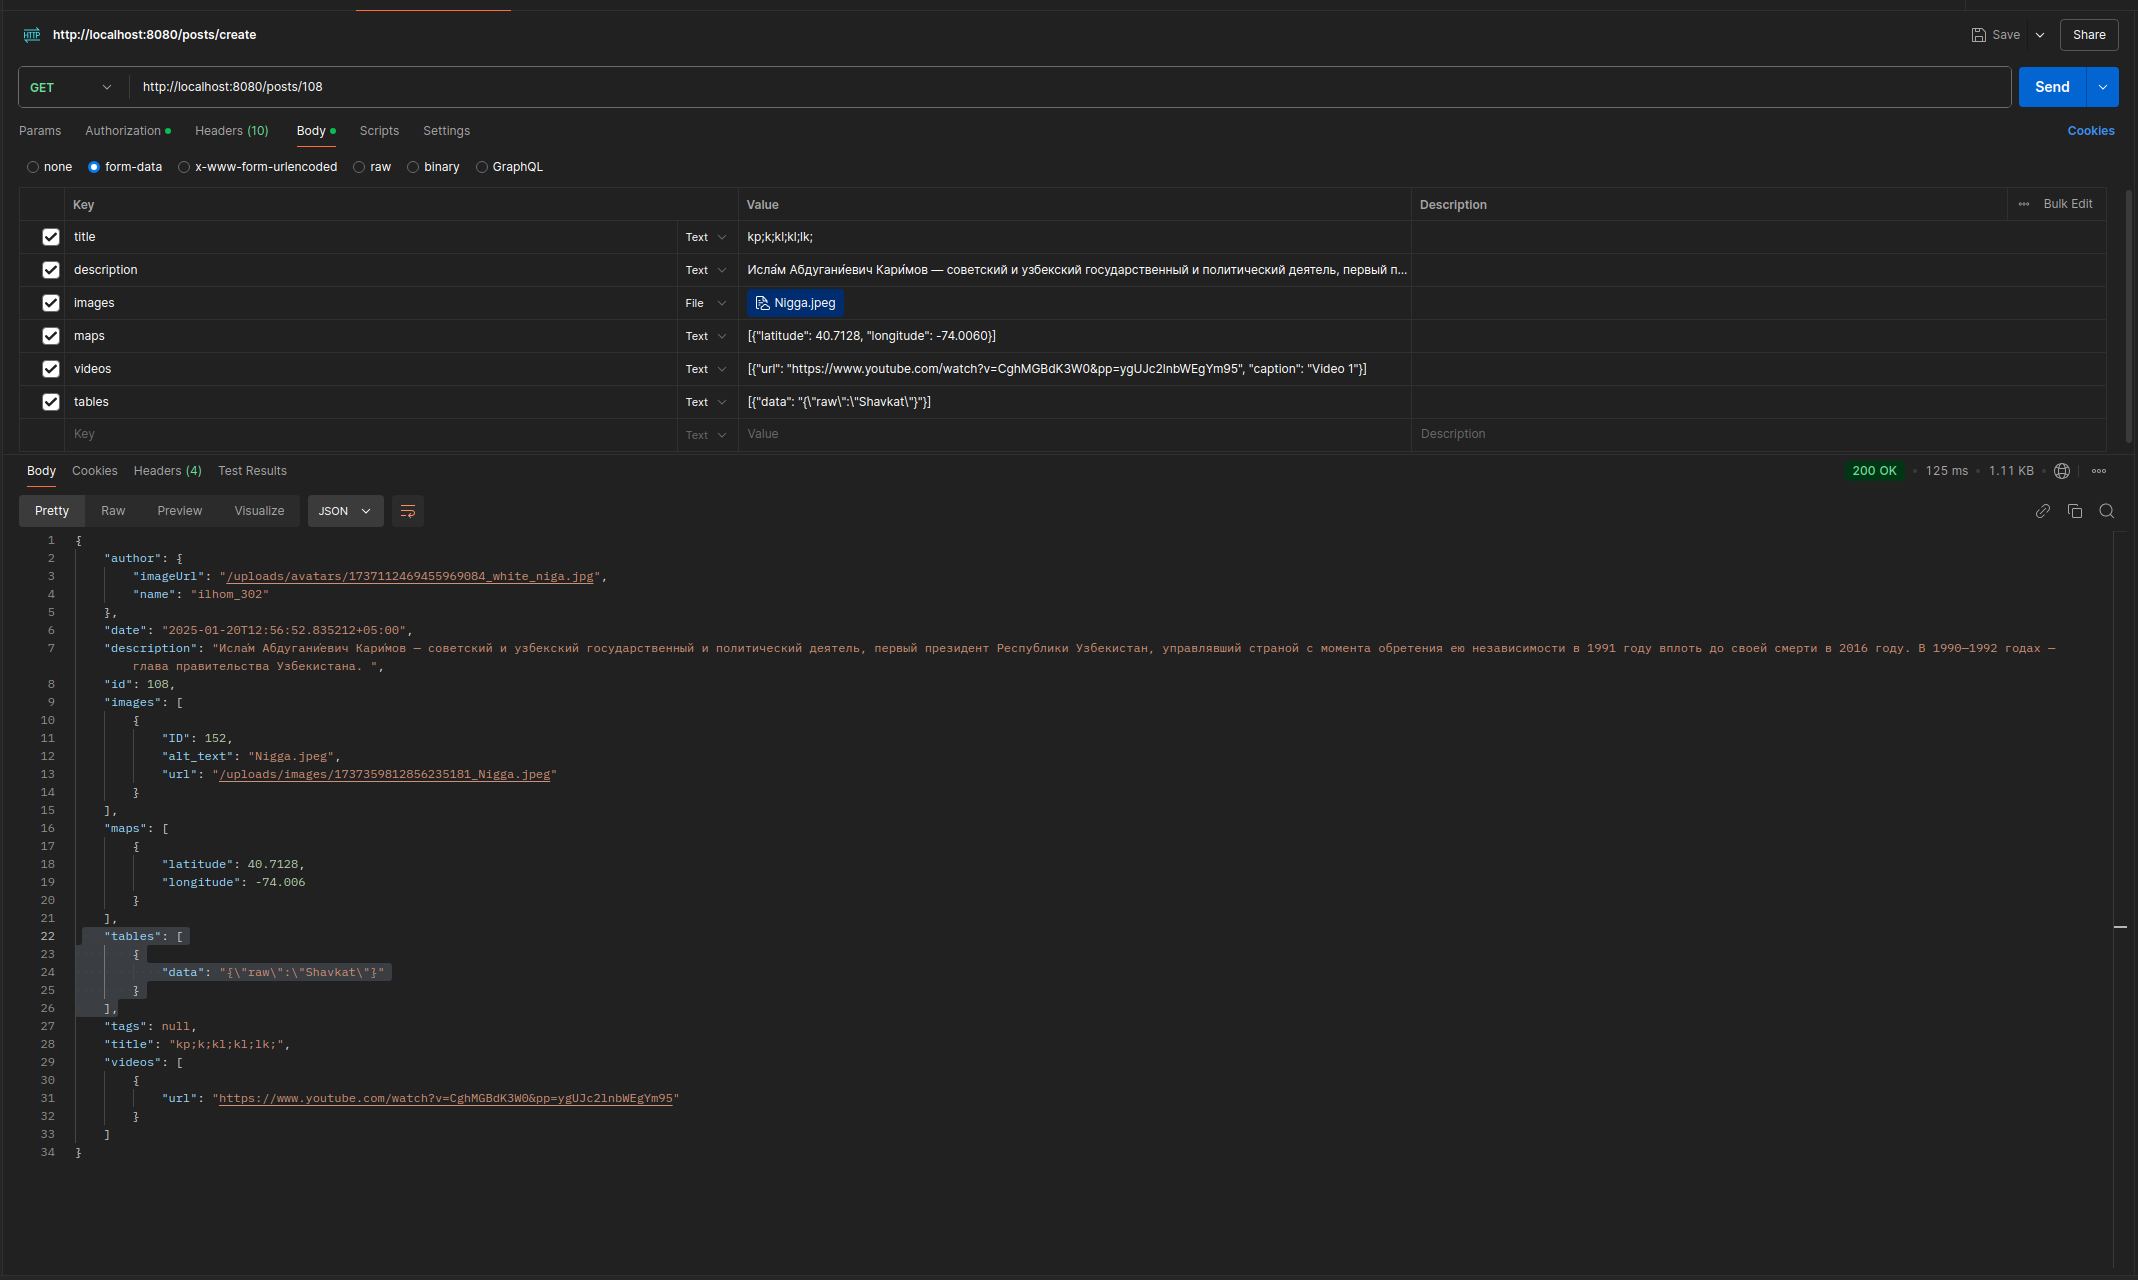 http://localhost:8080/posts/create
Save
Share
GET
http://localhost:8080/posts/108
Send
Params Authorization Headers (10) Body Scripts Settings
Cookies
none form-data x-www-form-urlencoded raw binary GraphQL
Key Value Description Bulk Edit
title Text kp;k;kl;kl;lk;
description Text Исла́м Абдугани́евич Кари́мов — советский и узбекский государственный и политический деятель, первый п...
images File Nigga.jpeg
maps Text [{"latitude": 40.7128, "longitude": -74.0060}]
videos Text [{"url": "https://www.youtube.com/watch?v=CghMGBdK3W0&pp=ygUJc2lnbWEgYm95", "caption": "Video 1"}]
tables Text [{"data": "{\"raw\":\"Shavkat\"}"}]
Key Text Value Description
Body Cookies Headers (4) Test Results
200 OK 125 ms 1.11 KB
Pretty Raw Preview Visualize JSON
1 {
2 "author": {
3 "imageUrl": "/uploads/avatars/1737112469455969084_white_niga.jpg",
4 "name": "ilhom_302"
5 },
6 "date": "2025-01-20T12:56:52.835212+05:00",
7 "description": "Исла́м Абдугани́евич Кари́мов — советский и узбекский государственный и политический деятель, первый президент Республики Узбекистан, управлявший страной с момента обретения ею независимости в 1991 году вплоть до своей смерти в 2016 году. В 1990—1992 годах —
глава правительства Узбекистана. ",
8 "id": 108,
9 "images": [
10 {
11 "ID": 152,
12 "alt_text": "Nigga.jpeg",
13 "url": "/uploads/images/1737359812856235181_Nigga.jpeg"
14 }
15 ],
16 "maps": [
17 {
18 "latitude": 40.7128,
19 "longitude": -74.006
20 }
21 ],
22 "tables": [
23 {
24 "data": "{\"raw\":\"Shavkat\"}"
25 }
26 ],
27 "tags": null,
28 "title": "kp;k;kl;kl;lk;",
29 "videos": [
30 {
31 "url": "https://www.youtube.com/watch?v=CghMGBdK3W0&pp=ygUJc2lnbWEgYm95"
32 }
33 ]
34 }